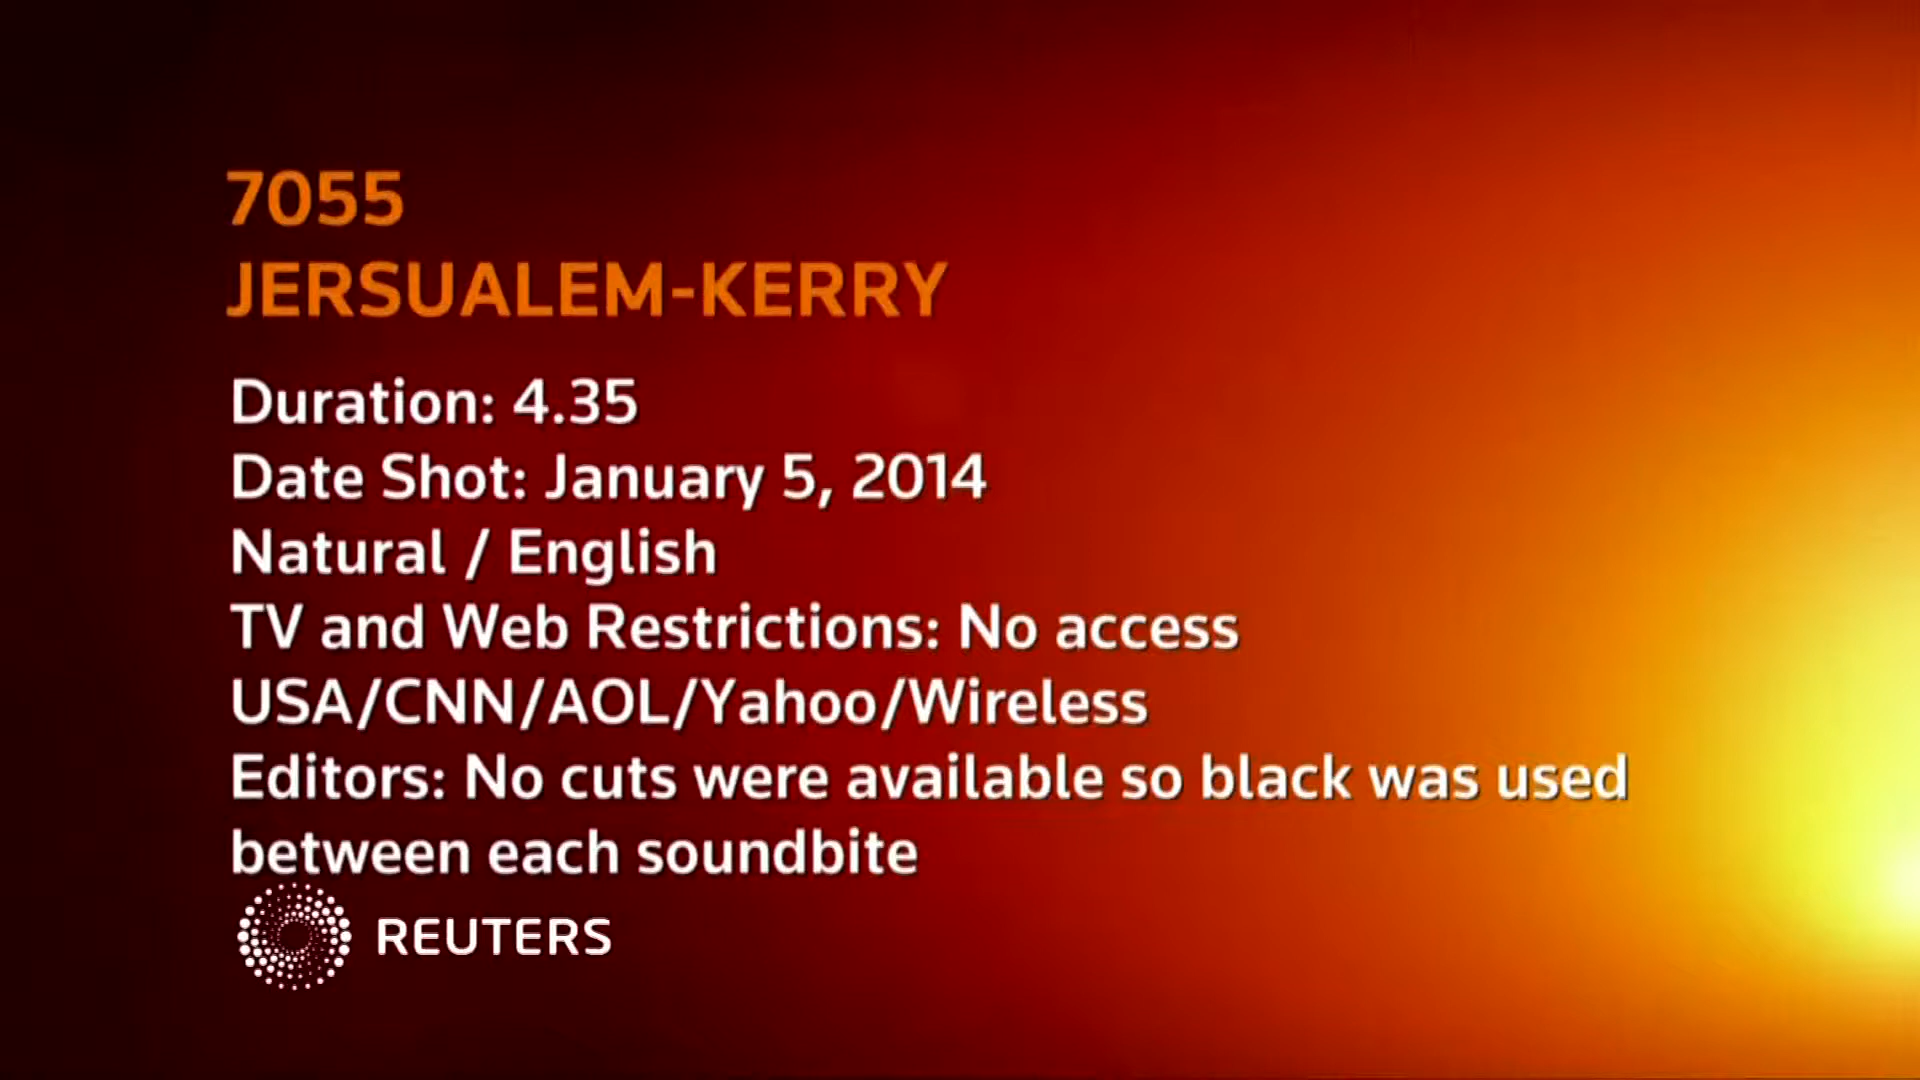 7055
JERSUALEM-KERRY
Duration: 4.35
Date Shot: January 5, 2014
Natural / English
TV and Web Restrictions: No access
USA/CNN/AOL/Yahoo/Wireless
Editors: No cuts were available so black was used
between each soundbite
REUTERS